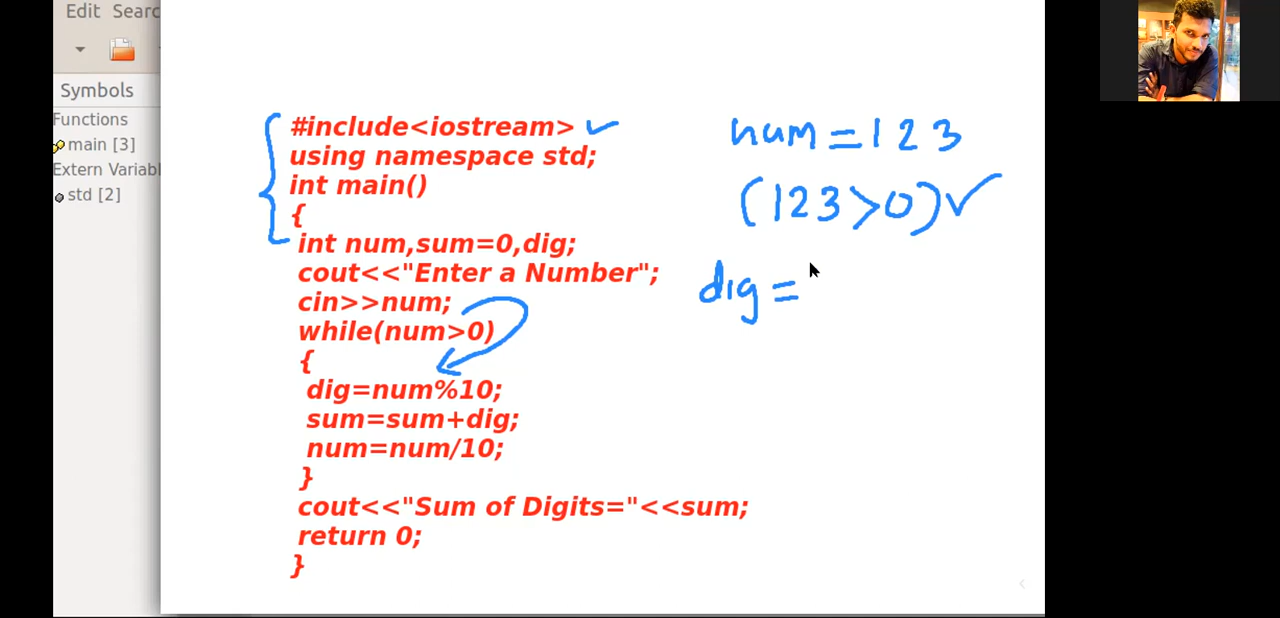 Edit Searc
Symbols
Functions
main [3]
Extern Variab
std [2]
#include<iostream>
using namespace std;
int main()
{
int num,sum=0,dig;
cout<<"Enter a Number";
cin>>num;
while(num>0)
{
dig=num%10;
sum=sum+dig;
num=num/10;
}
cout<<"Sum of Digits="<<sum;
return 0;
}
num=123
(123>0)✓
dig=